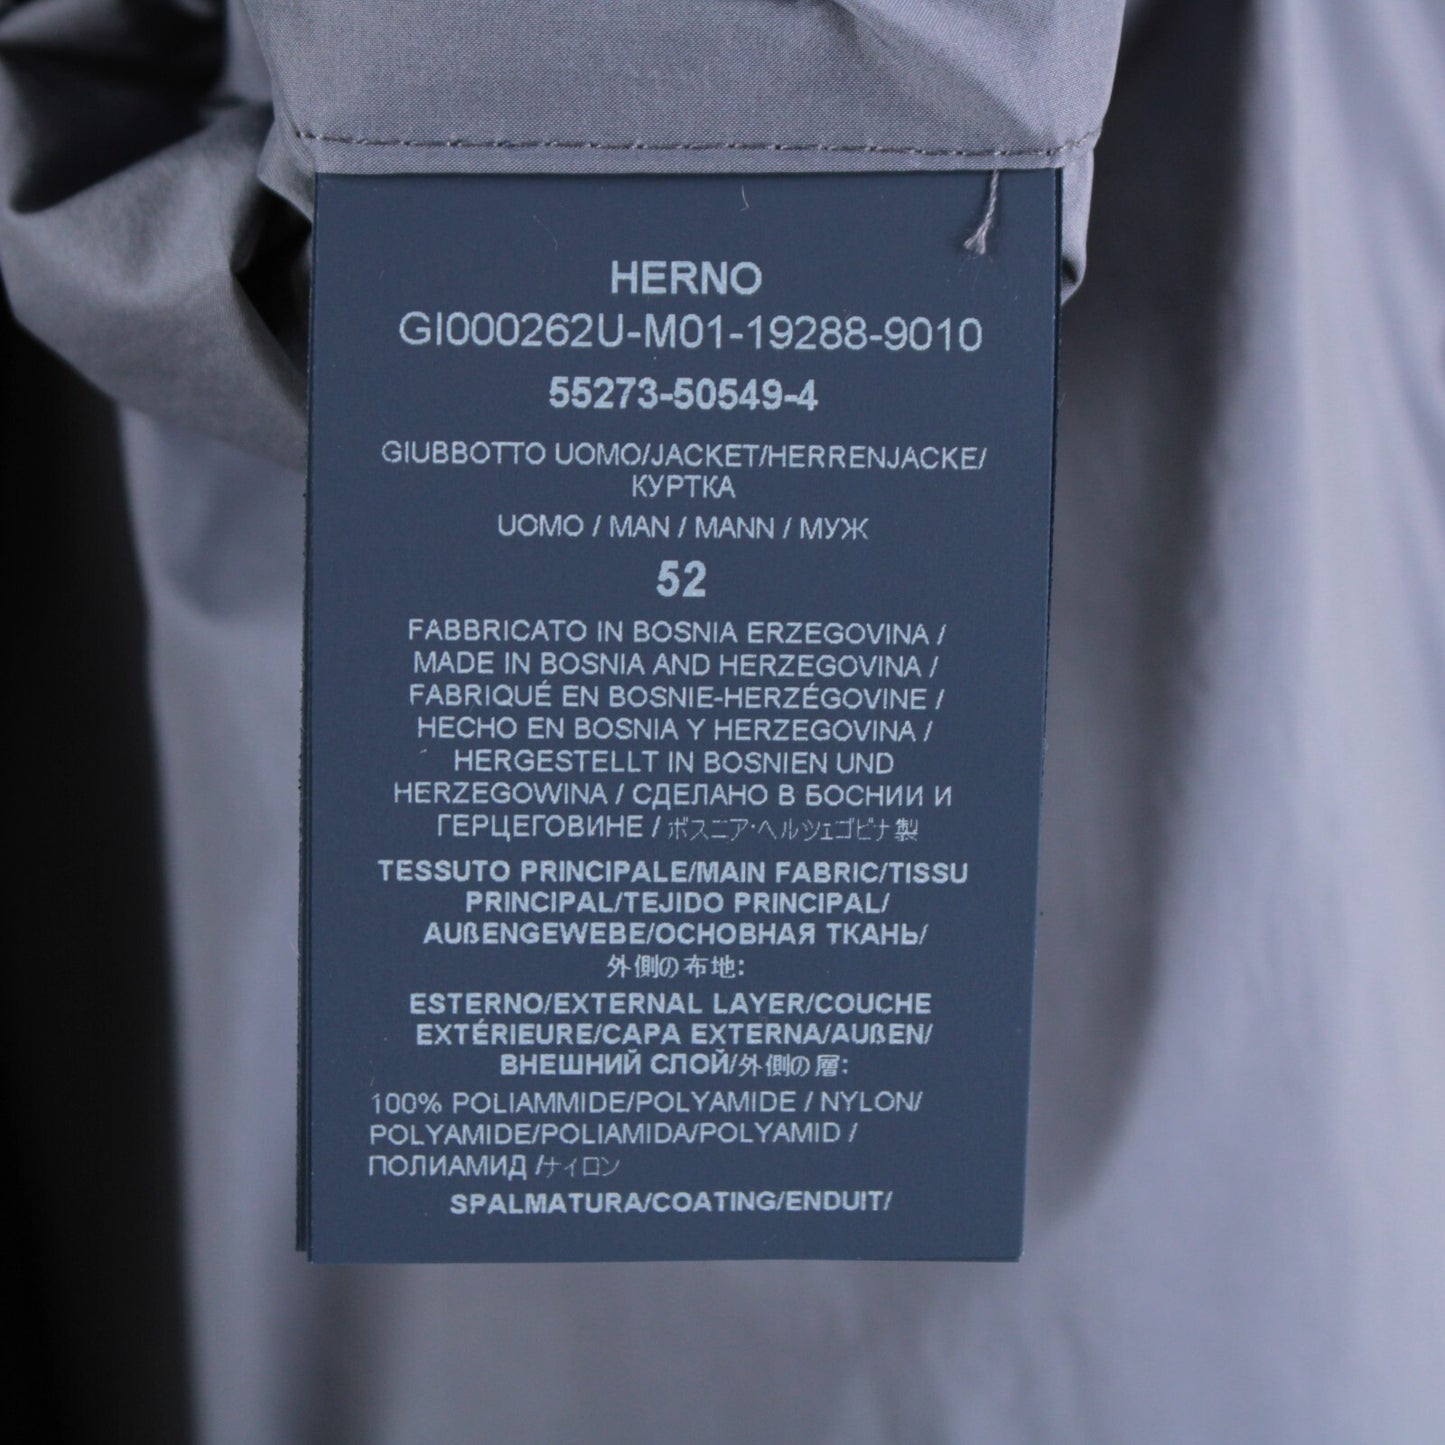 HERNO
GI000262U-M01-19288-9010
55273-50549-4
GIUBBOTTO UOMO/JACKET/HERRENJACKE/
КУРТКА
UOMO / MAN / MANN / МУЖ
52
FABBRICATO IN BOSNIA ERZEGOVINA /
MADE IN BOSNIA AND HERZEGOVINA /
FABRIQUÉ EN BOSNIE-HERZÉGOVINE /
HECHO EN BOSNIA Y HERZEGOVINA /
HERGESTELLT IN BOSNIEN UND
HERZEGOWINA / СДЕЛАНО В БОСНИИ И
ГЕРЦЕГОВИНЕ / ボスニア・ヘルツェゴビナ製
TESSUTO PRINCIPALE/MAIN FABRIC/TISSU
PRINCIPAL/TEJIDO PRINCIPAL/
AUßENGEWEBE/ОСНОВНАЯ ТКАНЬ/
外側の布地:
ESTERNO/EXTERNAL LAYER/COUCHE
EXTÉRIEURE/CAPA EXTERNA/AUßEN/
ВНЕШНИЙ СЛОЙ/外側の層:
100% POLIAMMIDE/POLYAMIDE / NYLON/
POLYAMIDE/POLIAMIDA/POLYAMID /
ПОЛИАМИД /ナイロン
SPALMATURA/COATING/ENDUIT/